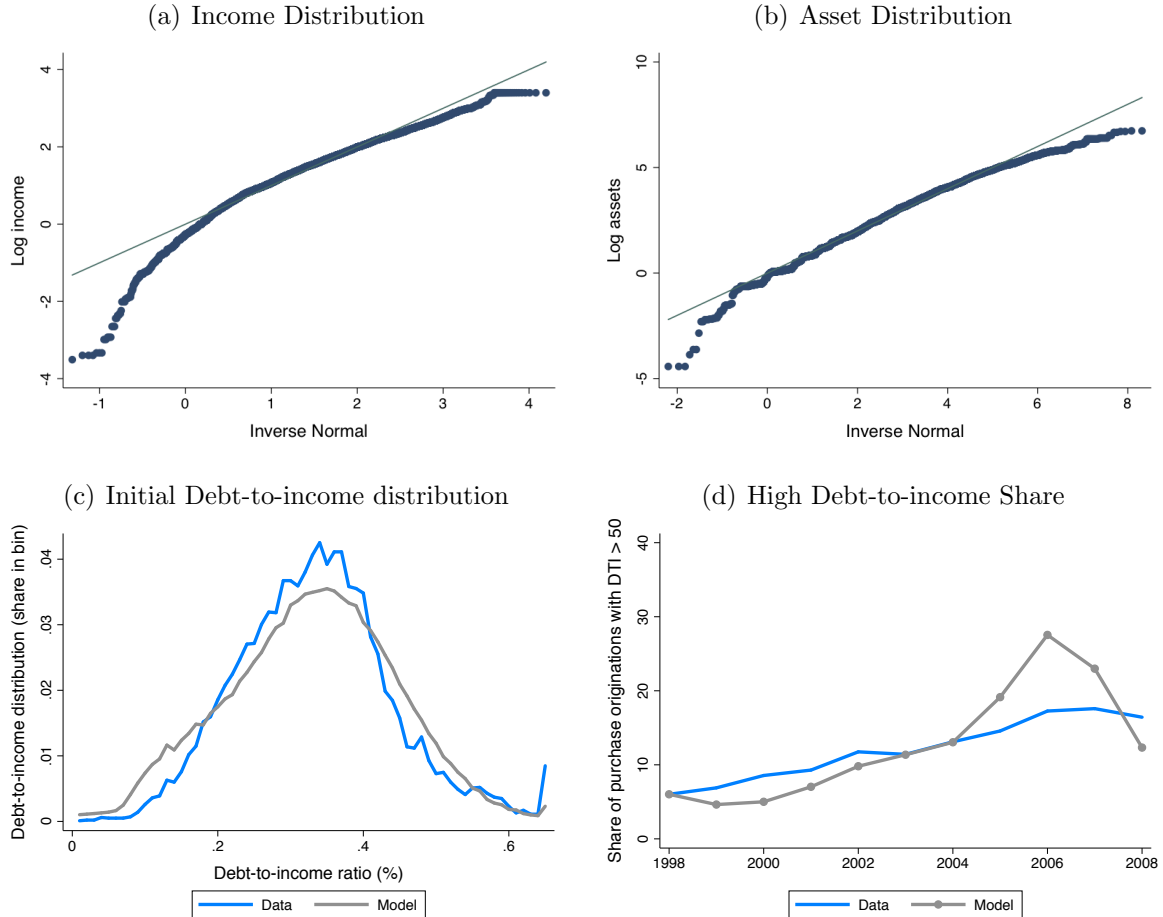 (a) Income Distribution
Log income
4
2
0
-2
-4
-1
0
1
2
3
4
Inverse Normal
(b) Asset Distribution
Log assets
10
5
0
-5
-2
0
2
4
6
8
Inverse Normal
(c) Initial Debt-to-income distribution
Debt-to-income distribution (share in bin)
.04
.03
.02
.01
0
0
.2
.4
.6
Debt-to-income ratio (%)
Data
Model
(d) High Debt-to-income Share
Share of purchase originations with DTI > 50
40
30
20
10
0
1998
2000
2002
2004
2006
2008
Data
Model